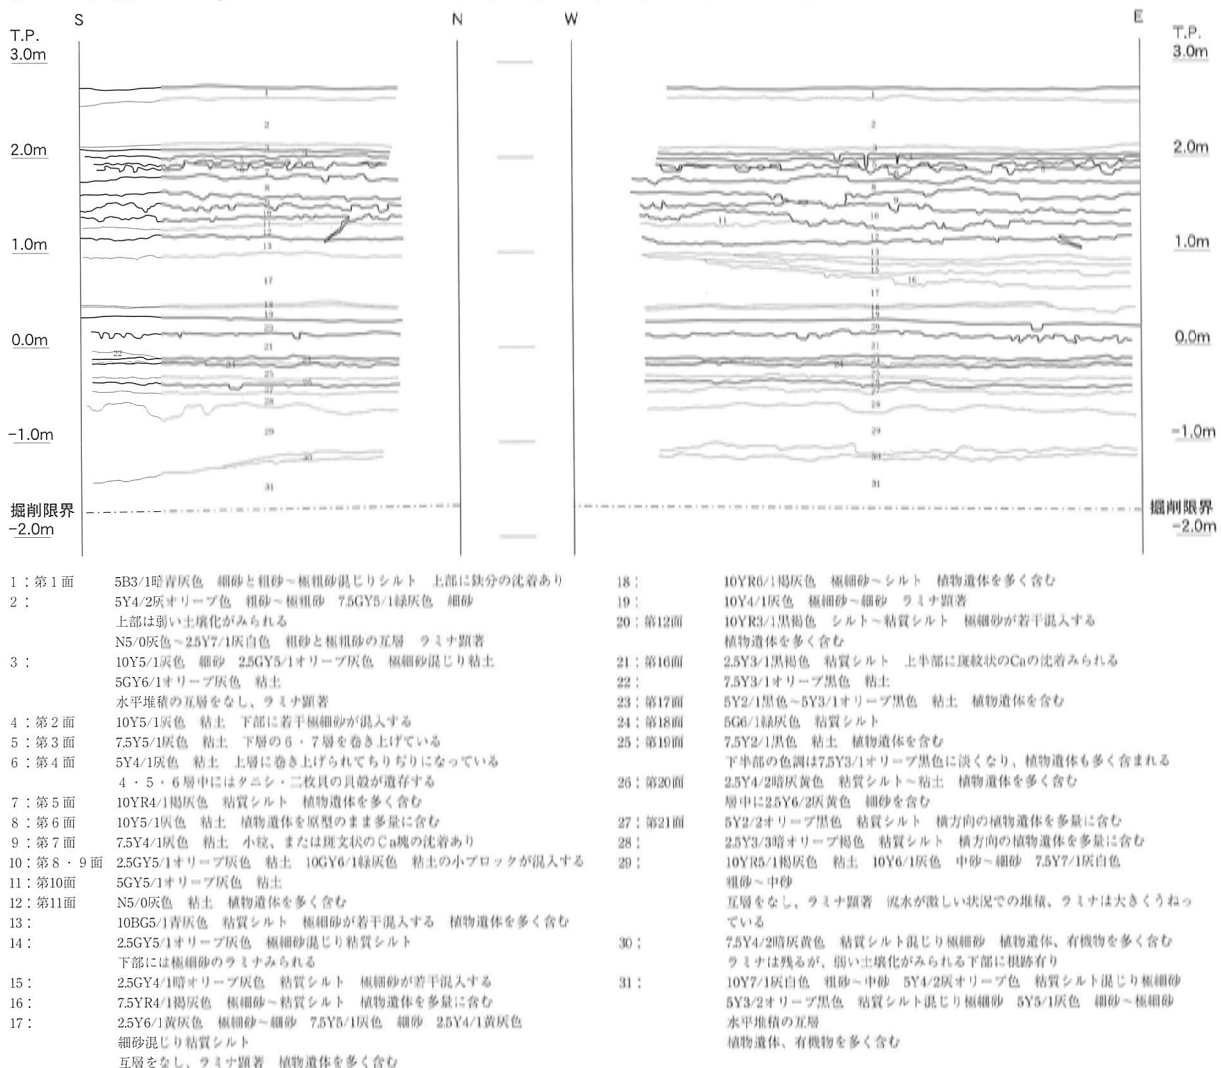 S N W E
T.P. T.P.
3.0m 3.0m
2.0m 2.0m
1.0m 1.0m
0.0m 0.0m
-1.0m -1.0m
掘削限界 掘削限界
-2.0m -2.0m
1：第1面 5B3/1暗青灰色 細砂と粗砂～極粗砂混じりシルト 上部に鉄分の沈着あり
2： 5Y4/2灰オリーブ色 粗砂～極粗砂 7.5GY5/1緑灰色 細砂
上部は弱い土壌化がみられる
N5/0灰色～2.5Y7/1灰白色 粗砂と極粗砂の互層 ラミナ顕著
3： 10Y5/1灰色 細砂 2.5GY5/1オリーブ灰色 極細砂混じり粘土
5GY6/1オリーブ灰色 粘土
水平堆積の互層をなし、ラミナ顕著
4：第2面 10Y5/1灰色 粘土 下部に若干極細砂が混入する
5：第3面 7.5Y5/1灰色 粘土 下層の6・7層を巻き上げている
6：第4面 5Y4/1灰色 粘土 上層に巻き上げられてちりぢりになっている
4・5・6層中にはタニシ・二枚貝の貝殻が遺存する
7：第5面 10YR4/1褐灰色 粘質シルト 植物遺体を多く含む
8：第6面 10Y5/1灰色 粘土 植物遺体を原型のまま多量に含む
9：第7面 7.5Y4/1灰色 粘土 小粒、または斑文状のCa塊の沈着あり
10：第8・9面 2.5GY5/1オリーブ灰色 粘土 10GY6/1緑灰色 粘土の小ブロックが混入する
11：第10面 5GY5/1オリーブ灰色 粘土
12：第11面 N5/0灰色 粘土 植物遺体を多く含む
13： 10BG5/1青灰色 粘質シルト 極細砂が若干混入する 植物遺体を多く含む
14： 2.5GY5/1オリーブ灰色 極細砂混じり粘質シルト
下部には極細砂のラミナみられる
15： 2.5GY4/1暗オリーブ灰色 粘質シルト 極細砂が若干混入する
16： 7.5YR4/1褐灰色 極細砂～粘質シルト 植物遺体を多量に含む
17： 2.5Y6/1黄灰色 極細砂～細砂 7.5Y5/1灰色 細砂 2.5Y4/1黄灰色
細砂混じり粘質シルト
互層をなし、ラミナ顕著 植物遺体を多く含む
18： 10YR6/1褐灰色 極細砂～シルト 植物遺体を多く含む
19： 10Y4/1灰色 極細砂～細砂 ラミナ顕著
20：第12面 10YR3/1黒褐色 シルト～粘質シルト 極細砂が若干混入する
植物遺体を多く含む
21：第16面 2.5Y3/1黒褐色 粘質シルト 上半部に斑紋状のCaの沈着みられる
22： 7.5Y3/1オリーブ黒色 粘土
23：第17面 5Y2/1黒色～5Y3/1オリーブ黒色 粘土 植物遺体を含む
24：第18面 5G6/1緑灰色 粘質シルト
25：第19面 7.5Y2/1黒色 粘土 植物遺体を含む
下半部の色調は7.5Y3/1オリーブ黒色に淡くなり、植物遺体も多く含まれる
26：第20面 2.5Y4/2暗灰黄色 粘質シルト～粘土 植物遺体を多く含む
層中に2.5Y6/2灰黄色 細砂を含む
27：第21面 5Y2/2オリーブ黒色 粘質シルト 横方向の植物遺体を多量に含む
28： 2.5Y3/3暗オリーブ褐色 粘質シルト 横方向の植物遺体を多量に含む
29： 10YR5/1褐灰色 粘土 10Y6/1灰色 中砂～細砂 7.5Y7/1灰白色
粗砂～中砂
互層をなし、ラミナ顕著 流水が激しい状況での堆積、ラミナは大きくうねっ
ている
30： 7.5Y4/2暗灰黄色 粘質シルト混じり極細砂 植物遺体、有機物を多く含む
ラミナは残るが、弱い土壌化がみられる下部に根跡有り
31： 10Y7/1灰白色 粗砂～中砂 5Y4/2灰オリーブ色 粘質シルト混じり極細砂
5Y3/2オリーブ黒色 粘質シルト混じり極細砂 5Y5/1灰色 細砂～極細砂
水平堆積の互層
植物遺体、有機物を多く含む